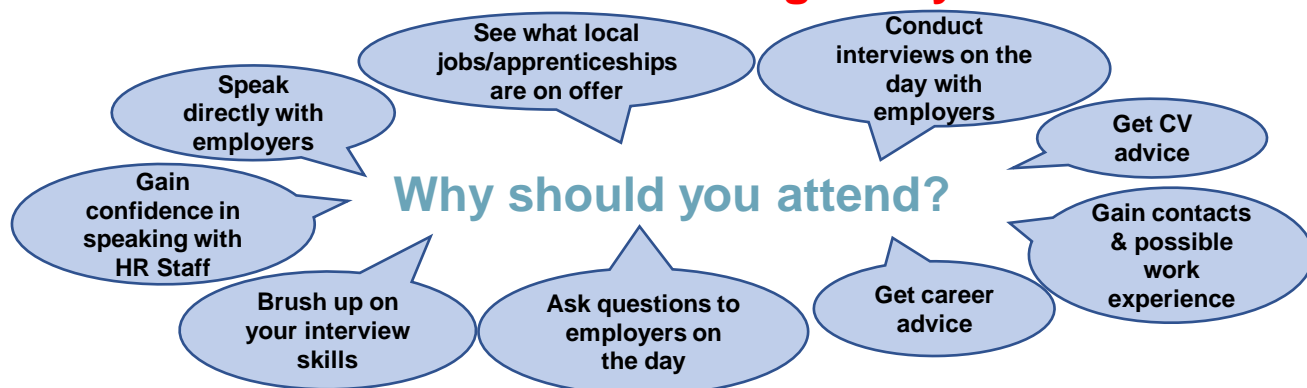 See what local
jobs/apprenticeships
are on offer
Conduct
interviews on the
day with
employers
Speak
directly with
employers
Get CV
advice
Why should you attend?
Gain
confidence in
speaking with
HR Staff
Gain contacts
& possible
work
experience
Brush up on
your interview
skills
Ask questions to
employers on
the day
Get career
advice